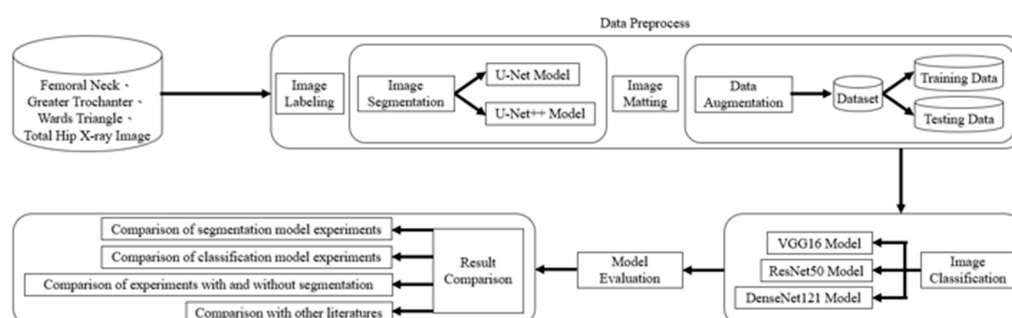 Data Preprocess
Femoral Neck、
Greater Trochanter、
Wards Triangle、
Total Hip X-ray Image
Image
Labeling
Image
Segmentation
U-Net Model
U-Net++ Model
Image
Matting
Data
Augmentation
Dataset
Training Data
Testing Data
Image
Classification
VGG16 Model
ResNet50 Model
DenseNet121 Model
Model
Evaluation
Result
Comparison
Comparison of segmentation model experiments
Comparison of classification model experiments
Comparison of experiments with and without segmentation
Comparison with other literatures